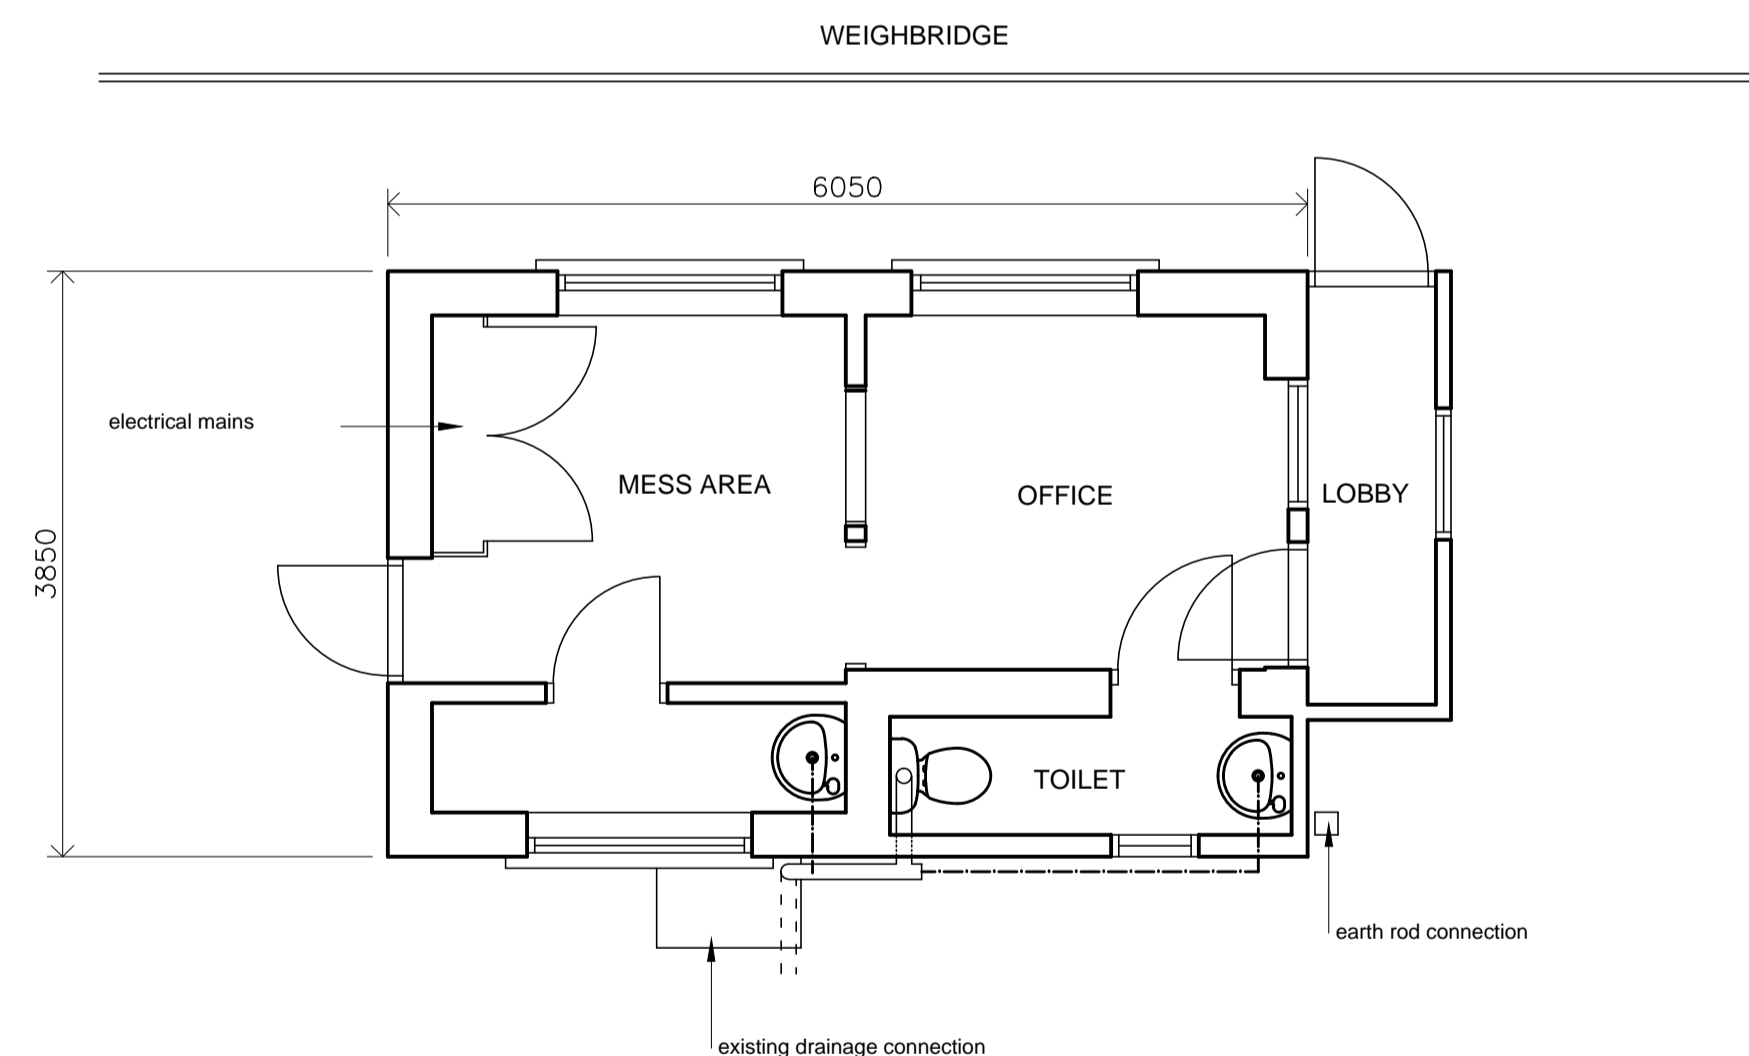 WEIGHBRIDGE
6050
electrical mains
MESS AREA
OFFICE
LOBBY
3850
TOILET
earth rod connection
existing drainage connection